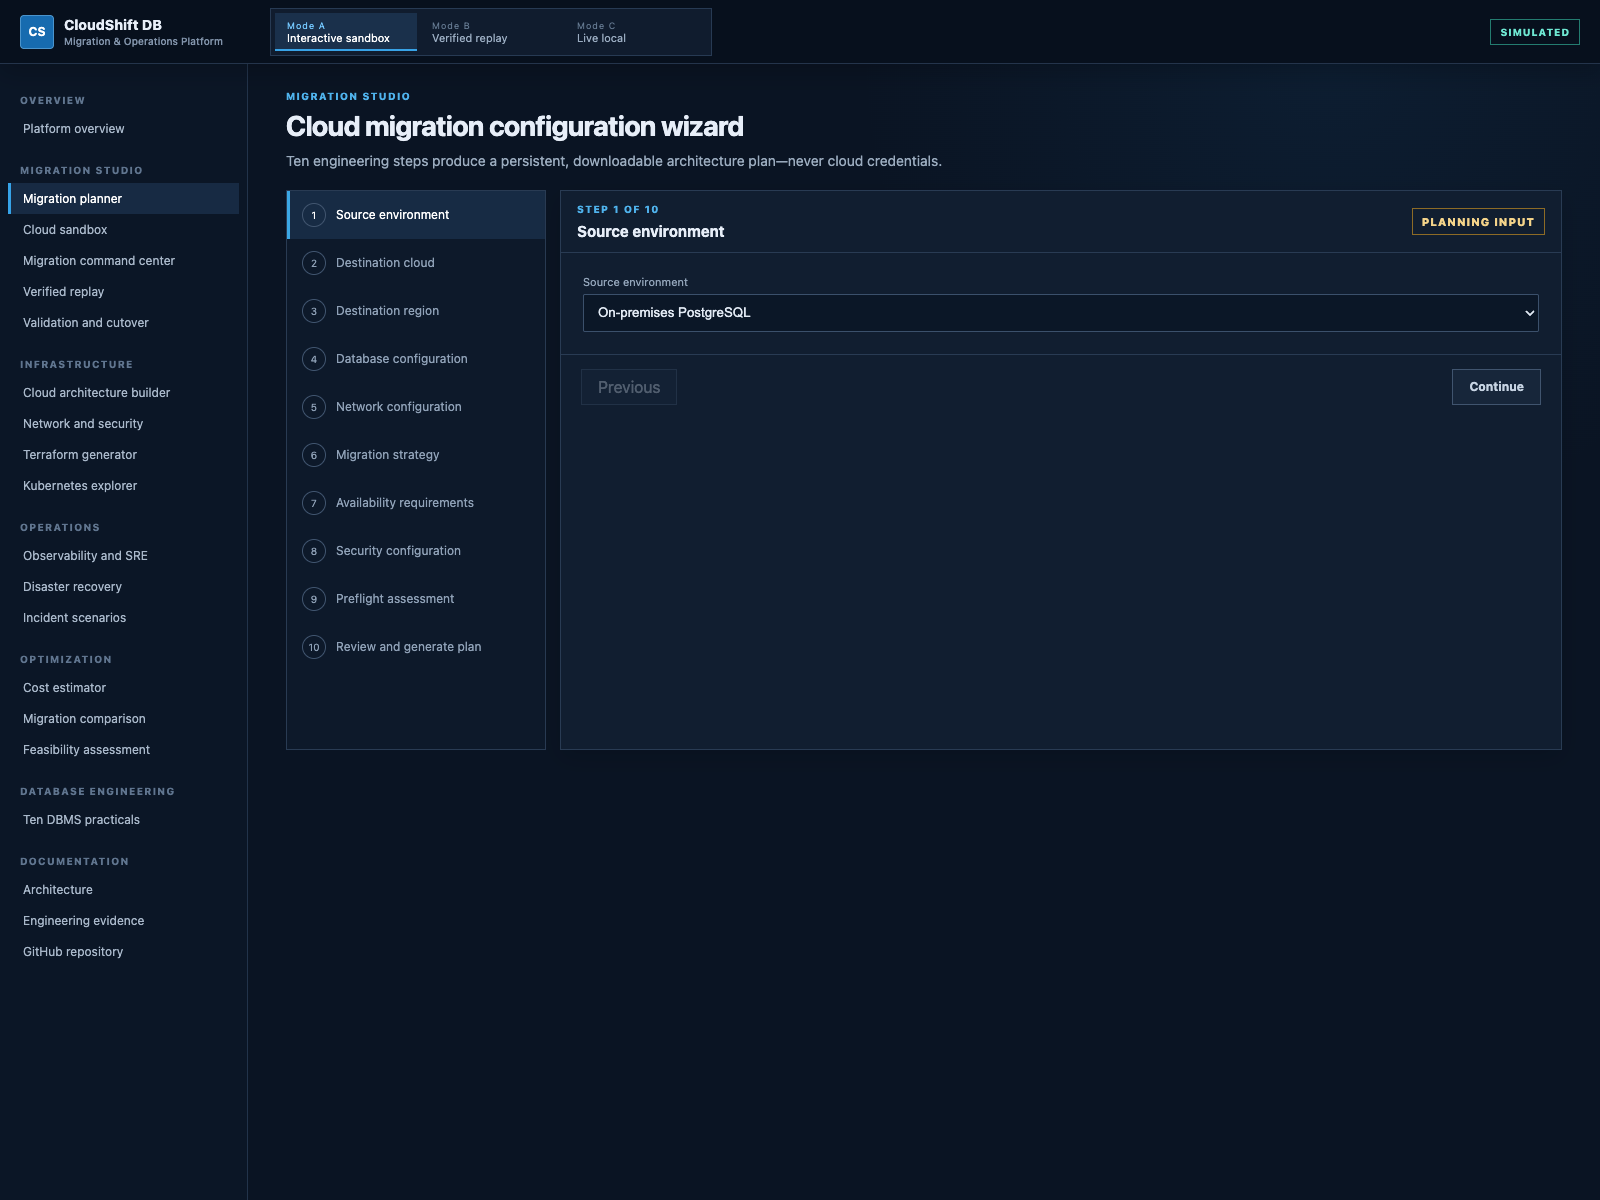 CS
CloudShift DB
Migration & Operations Platform
Mode A
Interactive sandbox
Mode B
Verified replay
Mode C
Live local
SIMULATED
OVERVIEW
Platform overview
MIGRATION STUDIO
Migration planner
Cloud sandbox
Migration command center
Verified replay
Validation and cutover
INFRASTRUCTURE
Cloud architecture builder
Network and security
Terraform generator
Kubernetes explorer
OPERATIONS
Observability and SRE
Disaster recovery
Incident scenarios
OPTIMIZATION
Cost estimator
Migration comparison
Feasibility assessment
DATABASE ENGINEERING
Ten DBMS practicals
DOCUMENTATION
Architecture
Engineering evidence
GitHub repository
MIGRATION STUDIO
Cloud migration configuration wizard
Ten engineering steps produce a persistent, downloadable architecture plan—never cloud credentials.
1 Source environment
2 Destination cloud
3 Destination region
4 Database configuration
5 Network configuration
6 Migration strategy
7 Availability requirements
8 Security configuration
9 Preflight assessment
10 Review and generate plan
STEP 1 OF 10
Source environment
PLANNING INPUT
Source environment
On-premises PostgreSQL
Previous
Continue